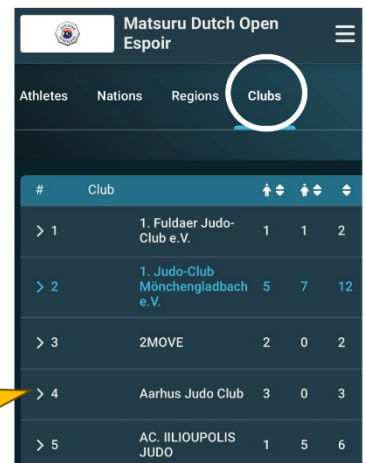 Matsuru Dutch Open
Espoir
Athletes Nations Regions Clubs
# Club
1 1. Fuldaer Judo-
Club e.V. 1 1 2
2 1. Judo-Club
Mönchengladbach
e.V. 5 7 12
3 2MOVE 2 0 2
4 Aarhus Judo Club 3 0 3
5 AC. IILIOUPOLIS
JUDO 1 5 6